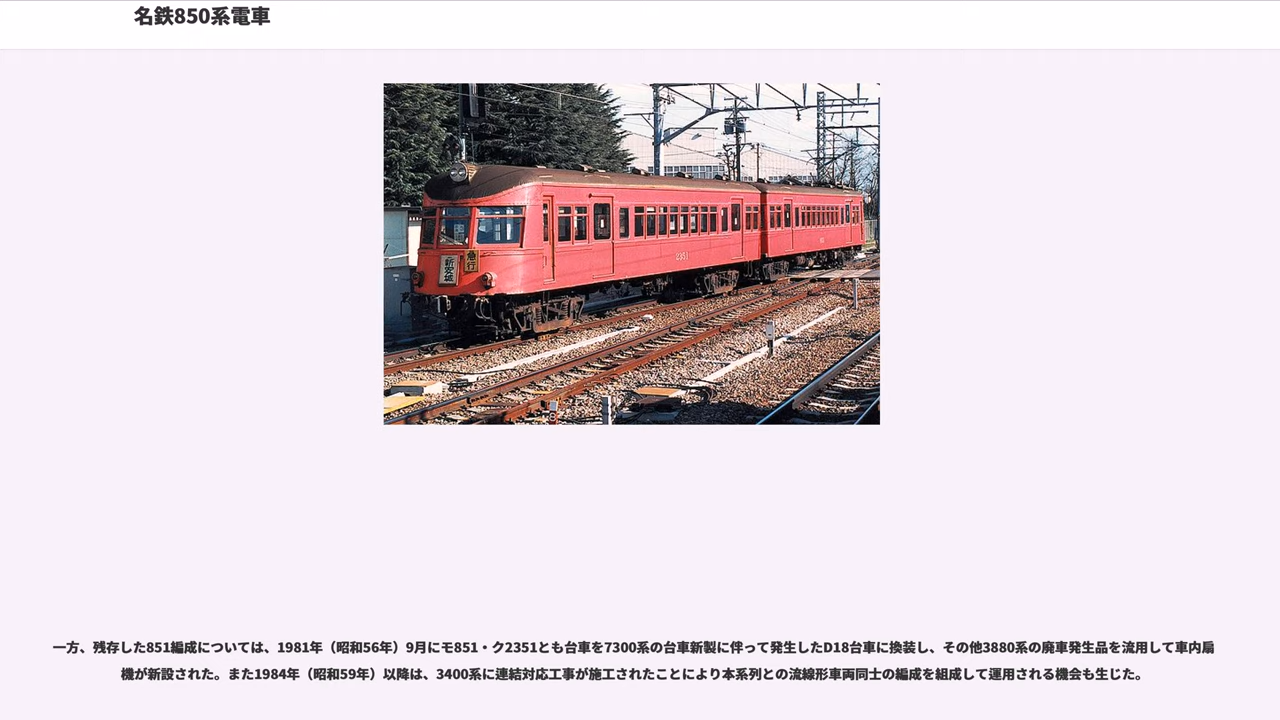 名鉄850系電車
急行
新安城
2351
一方、残存した851編成については、1981年（昭和56年）9月にモ851・ク2351とも台車を7300系の台車新製に伴って発生したD18台車に換装し、その他3880系の廃車発生品を流用して車内扇
機が新設された。また1984年（昭和59年）以降は、3400系に連結対応工事が施工されたことにより本系列との流線形車両同士の編成を組成して運用される機会も生じた。